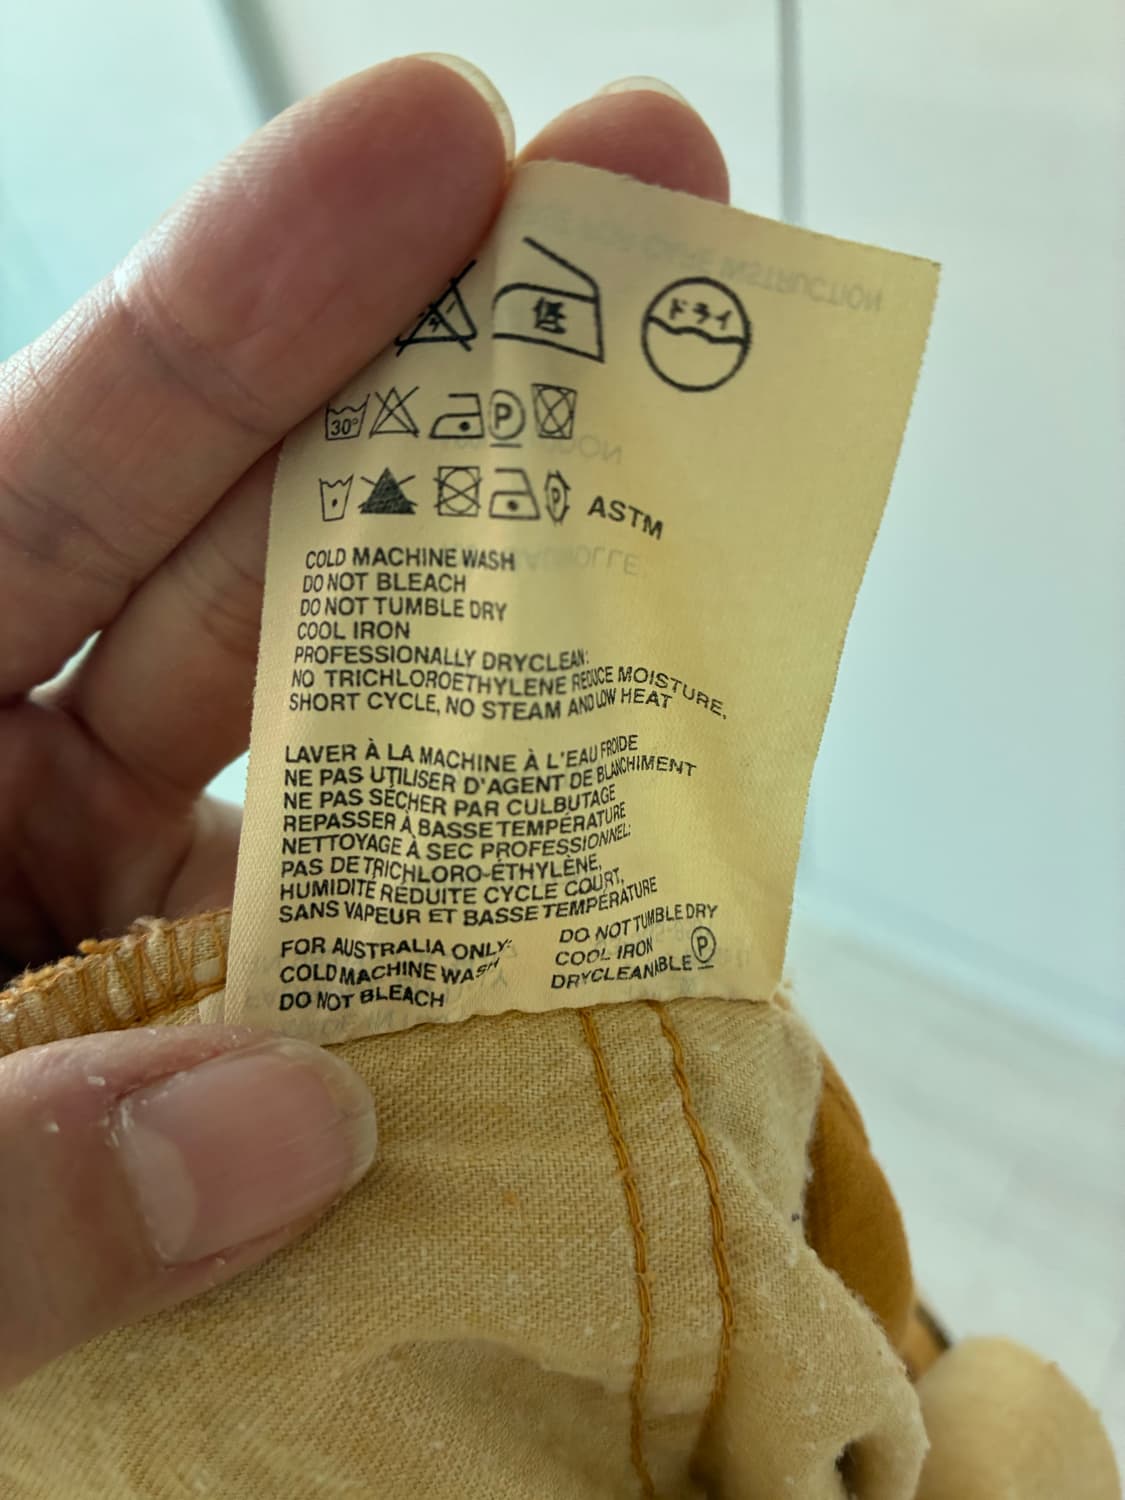 低 ドライ
30° P
P ASTM
COLD MACHINE WASH
DO NOT BLEACH
DO NOT TUMBLE DRY
COOL IRON
PROFESSIONALLY DRYCLEAN:
NO TRICHLOROETHYLENE REDUCE MOISTURE,
SHORT CYCLE, NO STEAM AND LOW HEAT
LAVER À LA MACHINE À L'EAU FROIDE
NE PAS UTILISER D'AGENT DE BLANCHIMENT
NE PAS SÉCHER PAR CULBUTAGE
REPASSER À BASSE TEMPÉRATURE
NETTOYAGE À SEC PROFESSIONNEL:
PAS DE TRICHLORO-ÉTHYLÈNE,
HUMIDITÉ RÉDUITE CYCLE COURT,
SANS VAPEUR ET BASSE TEMPÉRATURE
FOR AUSTRALIA ONLY:
COLD MACHINE WASH
DO NOT BLEACH
DO NOT TUMBLE DRY
COOL IRON
DRYCLEANABLE P